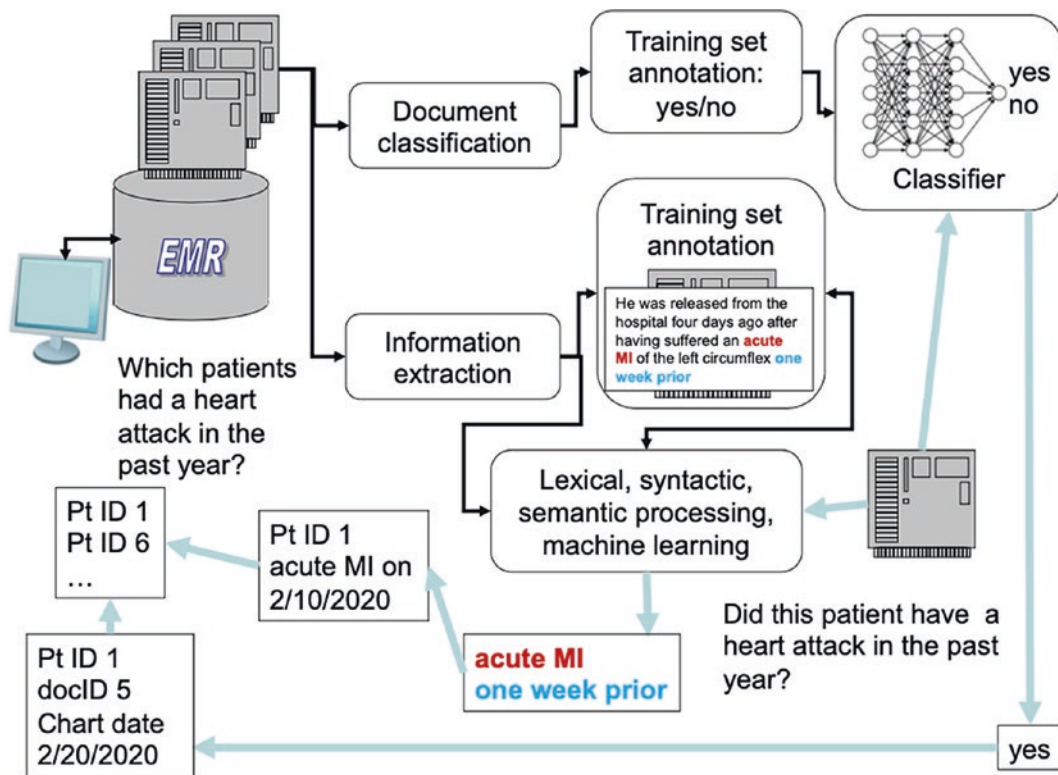 Document
classification
Training set
annotation:
yes/no
yes
no
Classifier
EMR
Training set
annotation
He was released from the
hospital four days ago after
having suffered an acute
MI of the left circumflex one
week prior
Information
extraction
Which patients
had a heart
attack in the
past year?
Lexical, syntactic,
semantic processing,
machine learning
Pt ID 1
Pt ID 6
...
Pt ID 1
acute MI on
2/10/2020
acute MI
one week prior
Did this patient have a
heart attack in the past
year?
Pt ID 1
docID 5
Chart date
2/20/2020
yes